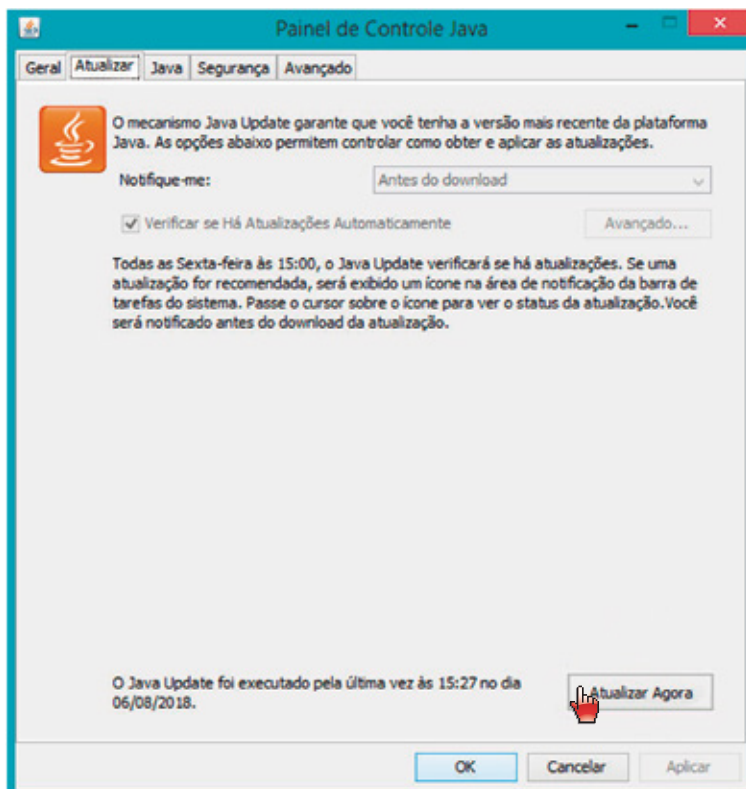 Painel de Controle Java
Geral Atualizar Java Segurança Avançado
O mecanismo Java Update garante que você tenha a versão mais recente da plataforma
Java. As opções abaixo permitem controlar como obter e aplicar as atualizações.
Notifique-me: Antes do download
Verificar se Há Atualizações Automaticamente Avançado...
Todas as Sexta-feira às 15:00, o Java Update verificará se há atualizações. Se uma
atualização for recomendada, será exibido um ícone na área de notificação da barra de
tarefas do sistema. Passe o cursor sobre o ícone para ver o status da atualização.Você
será notificado antes do download da atualização.
O Java Update foi executado pela última vez às 15:27 no dia
06/08/2018.
Atualizar Agora
OK Cancelar Aplicar